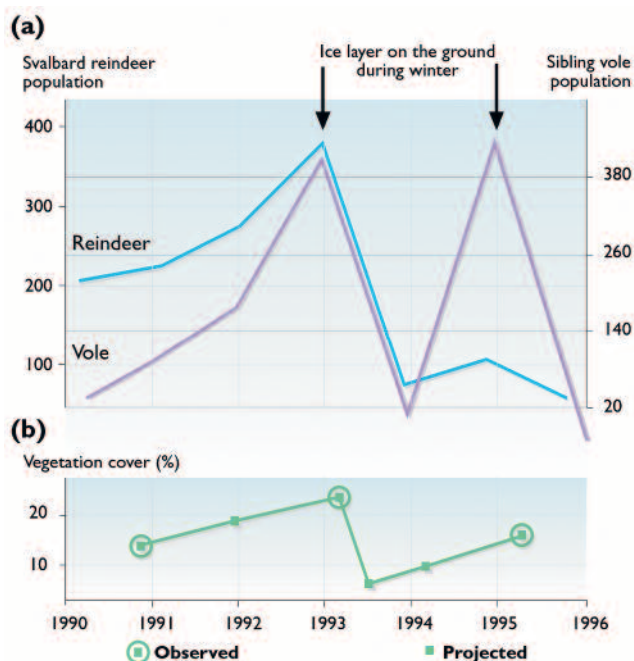 (a)
Svalbard reindeer
population
Ice layer on the ground
during winter
Sibling vole
population
400
380
300
Reindeer
260
200
Vole
140
100
20
(b)
Vegetation cover (%)
20
10
1990 1991 1992 1993 1994 1995 1996
Observed Projected